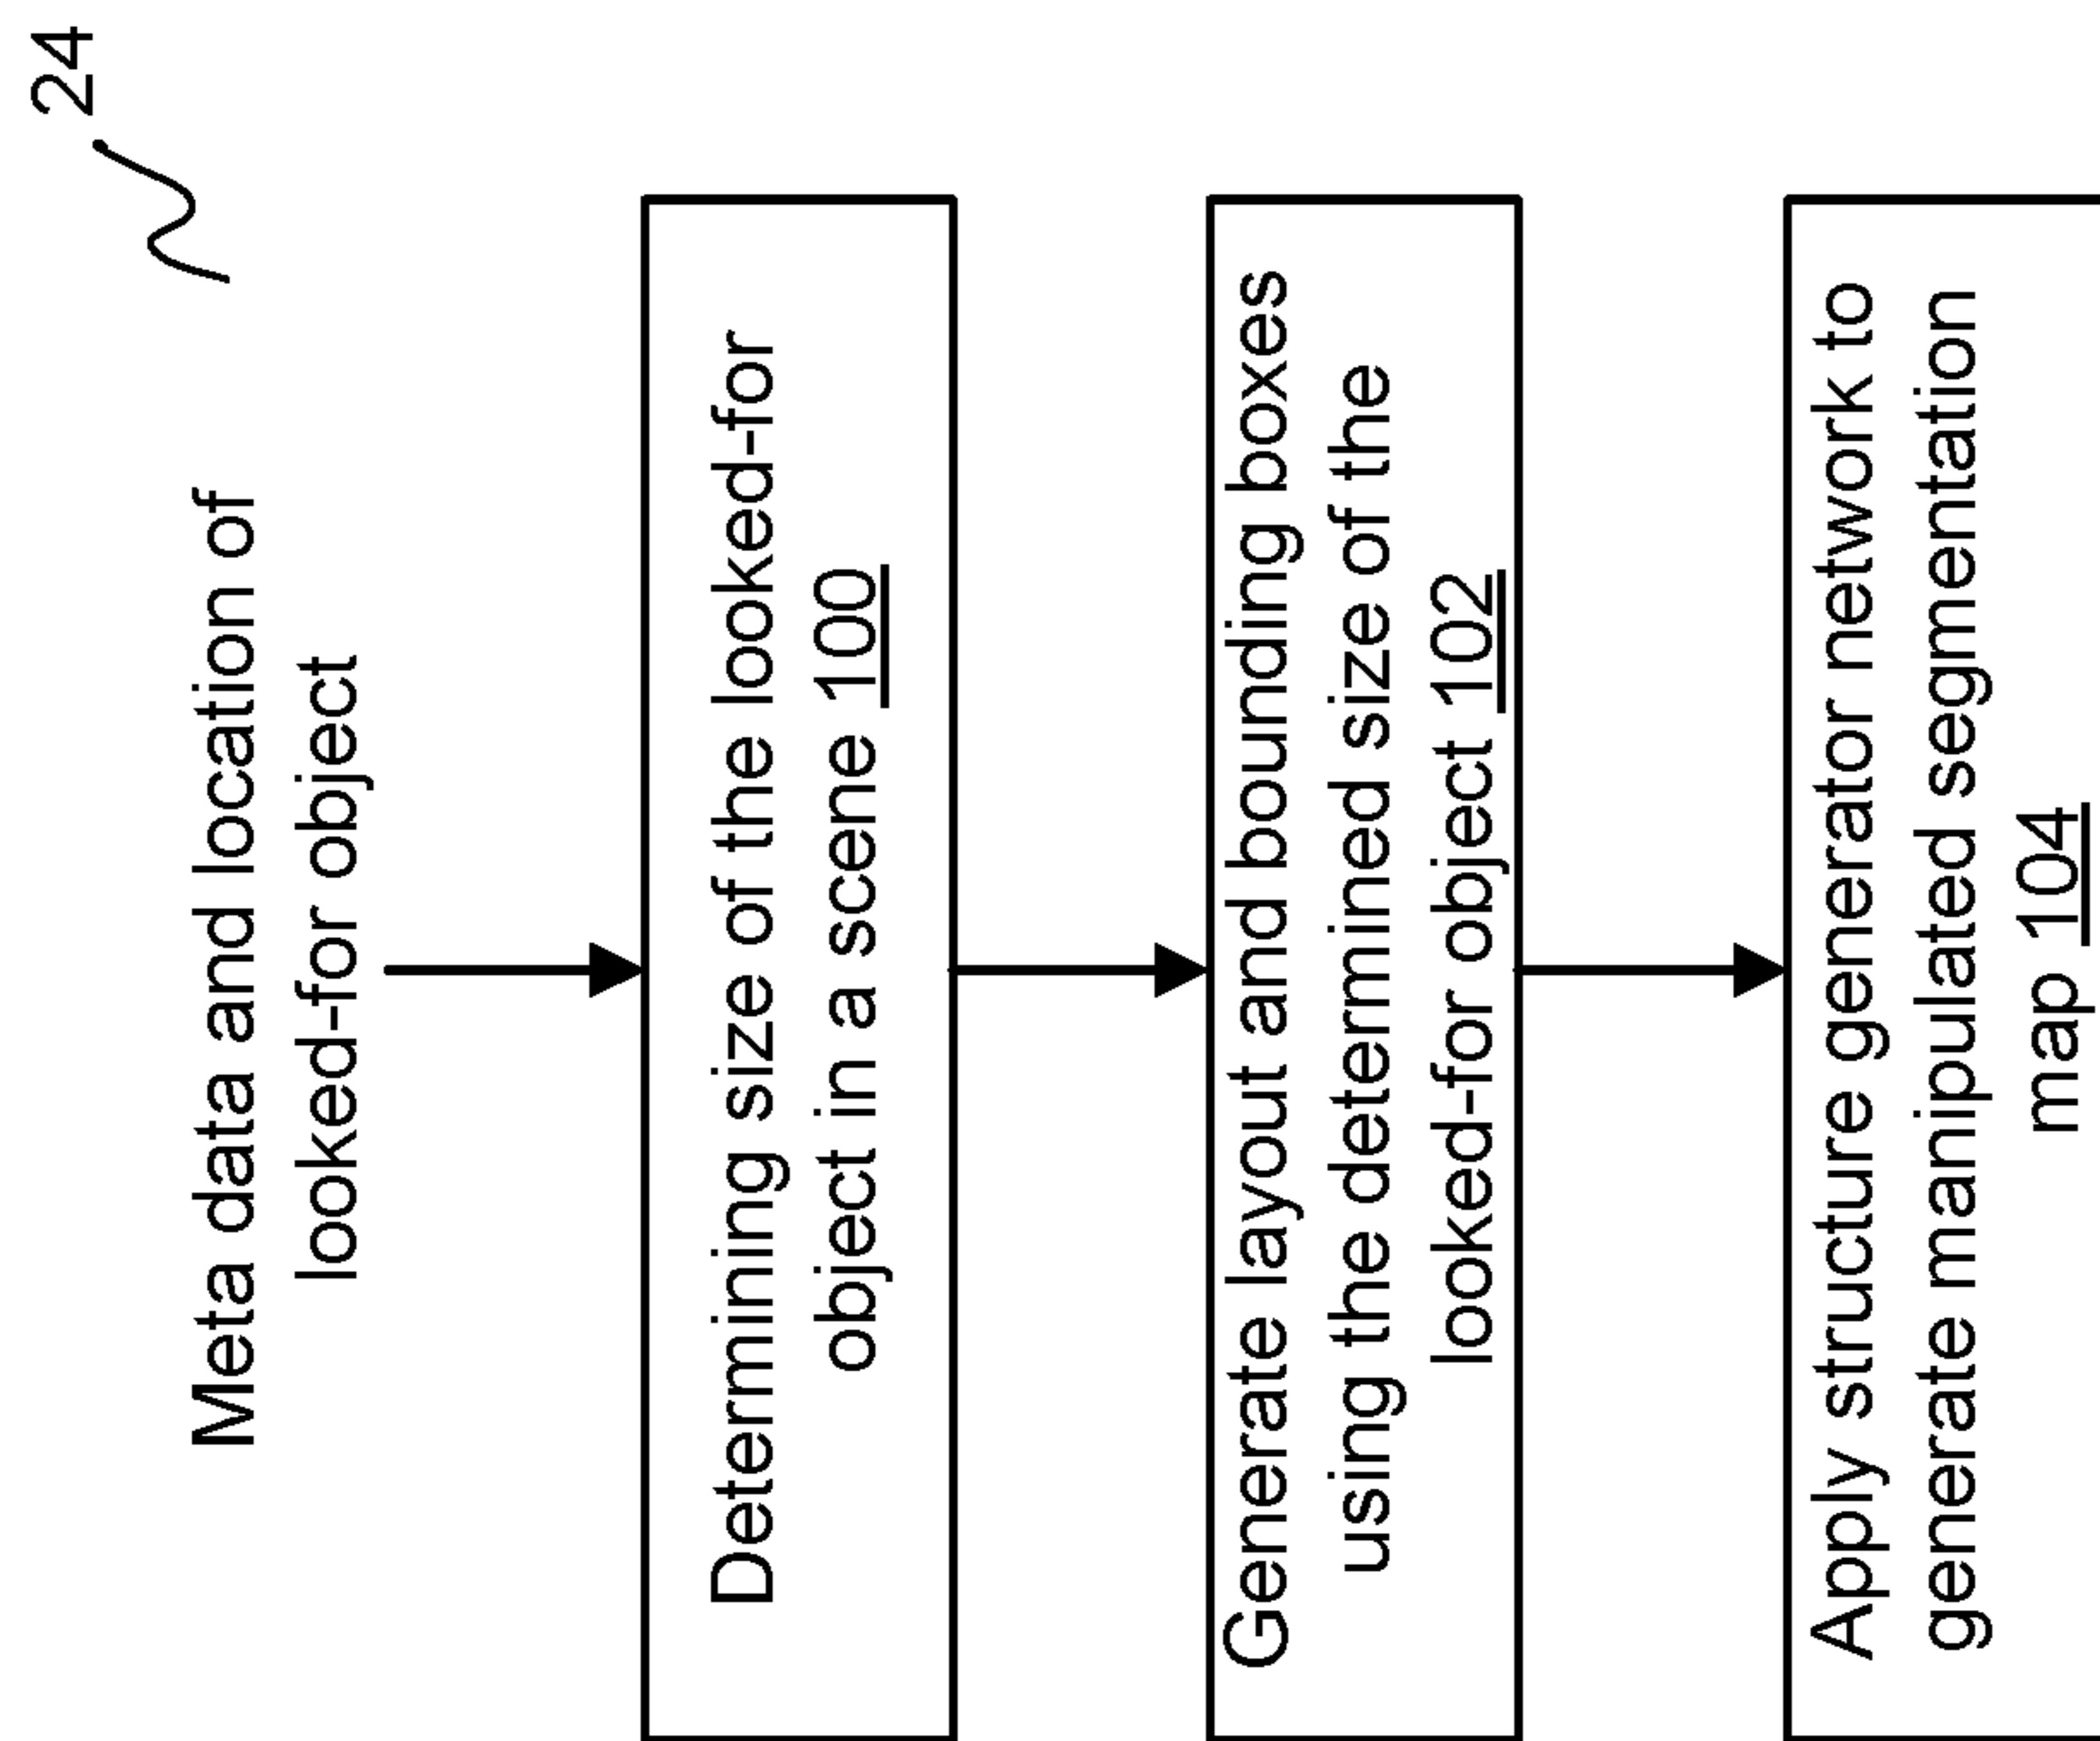 24
Meta data and location of
looked-for object
Determining size of the looked-for
object in a scene 100
Generate layout and bounding boxes
using the determined size of the
looked-for object 102
Apply structure generator network to
generate manipulated segmentation
map 104